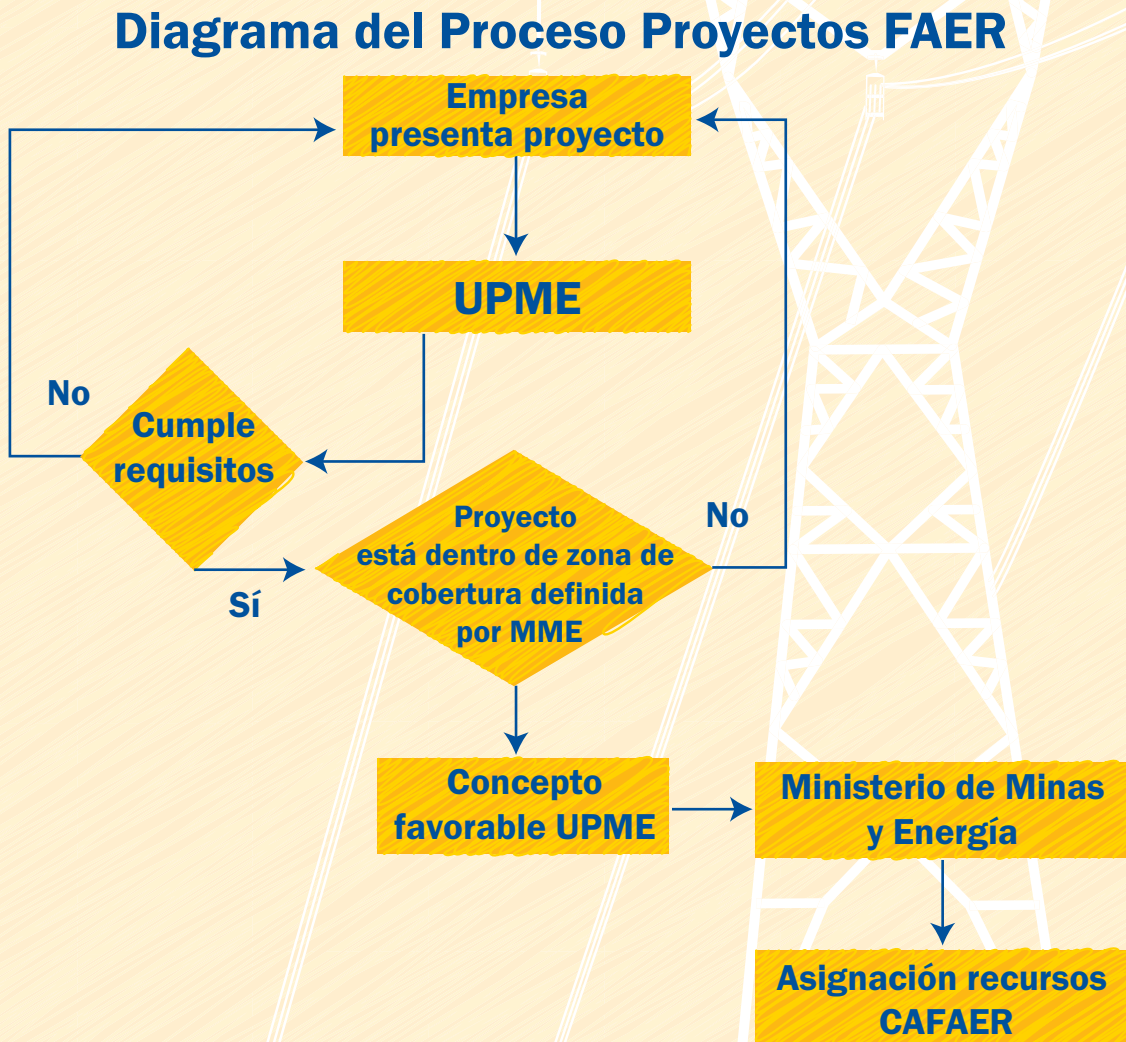 Diagrama del Proceso Proyectos FAER
Empresa
presenta proyecto
UPME
No
Cumple
requisitos
Sí
Proyecto
está dentro de zona de
cobertura definida
por MME
No
Concepto
favorable UPME
Ministerio de Minas
y Energía
Asignación recursos
CAFAER